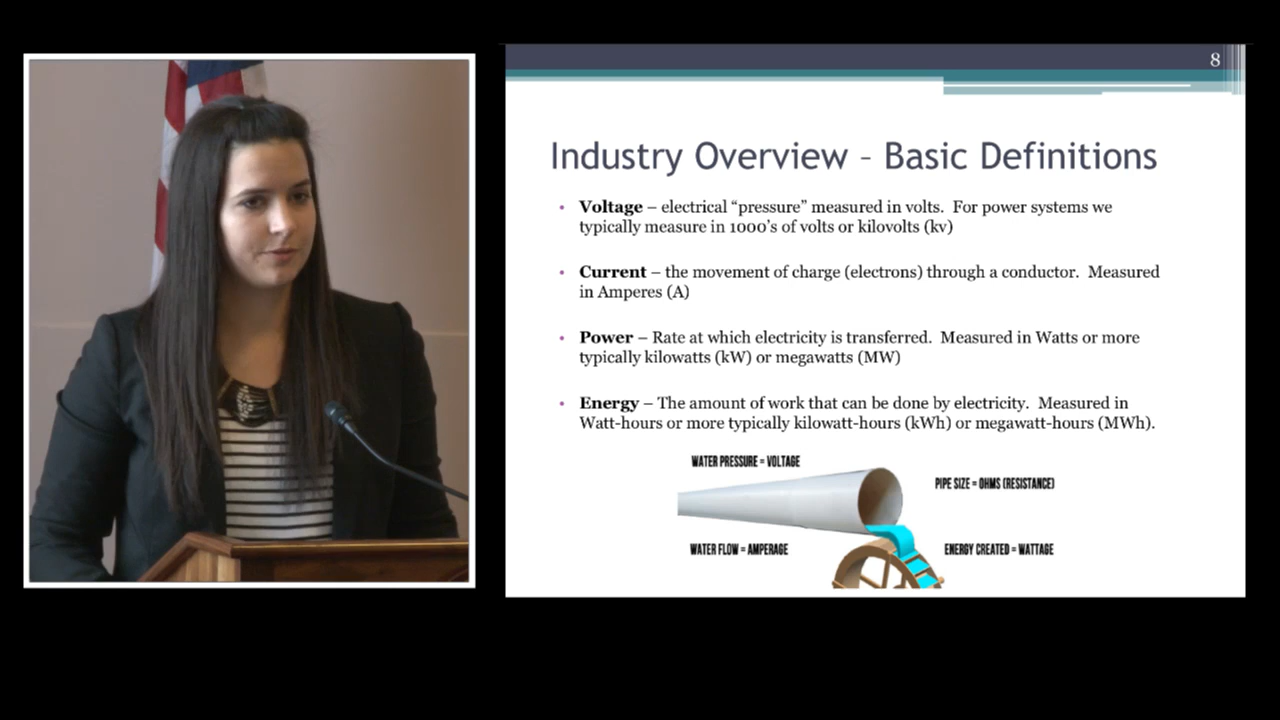 8
Industry Overview – Basic Definitions
• Voltage – electrical “pressure” measured in volts.  For power systems we
typically measure in 1000’s of volts or kilovolts (kv)
• Current – the movement of charge (electrons) through a conductor.  Measured
in Amperes (A)
• Power – Rate at which electricity is transferred.  Measured in Watts or more
typically kilowatts (kW) or megawatts (MW)
• Energy – The amount of work that can be done by electricity.  Measured in
Watt-hours or more typically kilowatt-hours (kWh) or megawatt-hours (MWh).
WATER PRESSURE = VOLTAGE
PIPE SIZE = OHMS (RESISTANCE)
WATER FLOW = AMPERAGE
ENERGY CREATED = WATTAGE